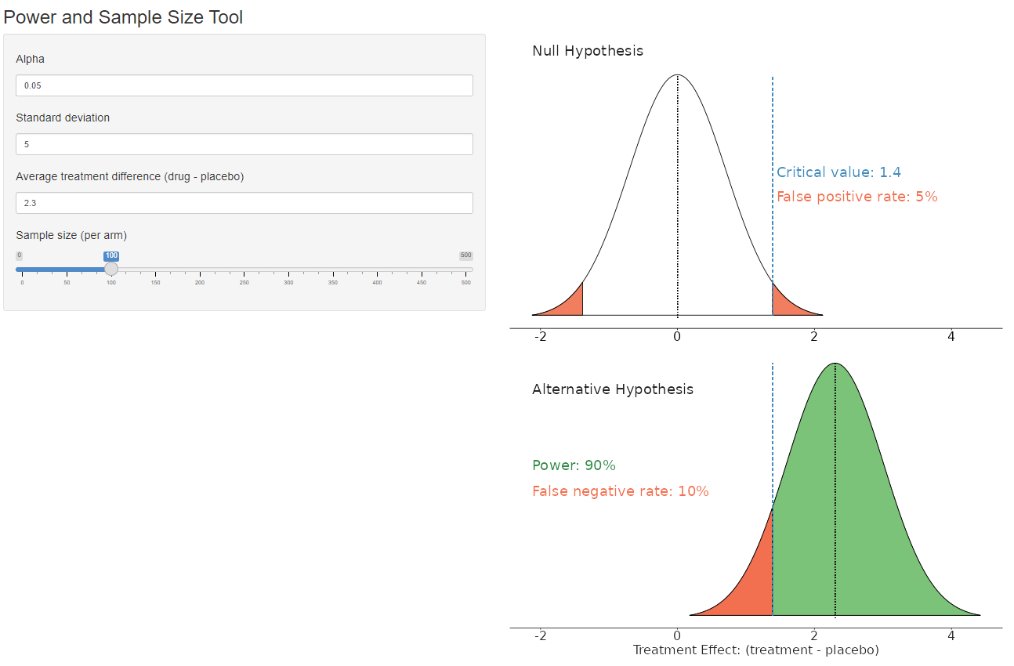 Power and Sample Size Tool
Alpha
0.05
Standard deviation
5
Average treatment difference (drug - placebo)
2.3
Sample size (per arm)
0 100 500
0 50 100 150 200 250 300 350 400 450 500
Null Hypothesis
Critical value: 1.4
False positive rate: 5%
-2 0 2 4
Alternative Hypothesis
Power: 90%
False negative rate: 10%
-2 0 2 4
Treatment Effect: (treatment - placebo)